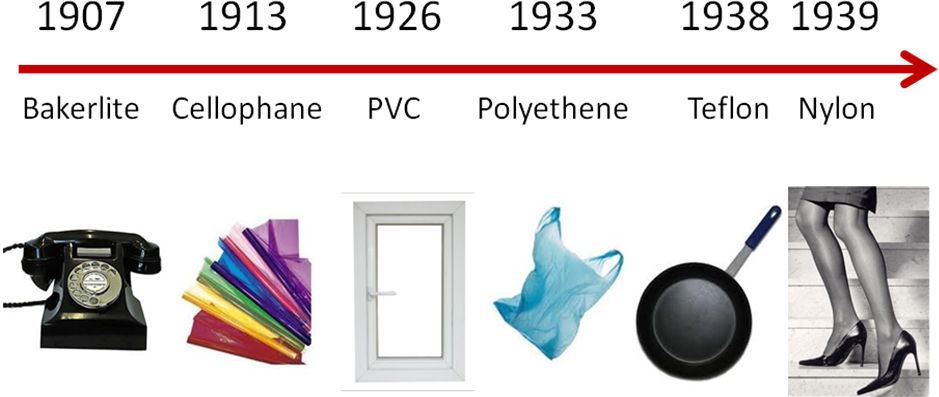 1907 1913 1926 1933 1938 1939
Bakerlite Cellophane PVC Polyethene Teflon Nylon